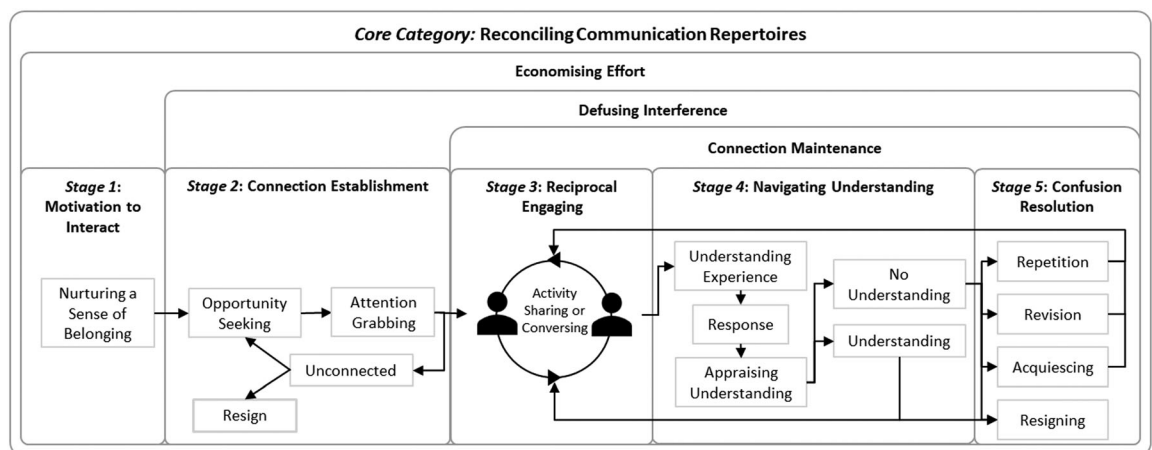 Core Category: Reconciling Communication Repertoires
Economising Effort
Defusing Interference
Connection Maintenance
Stage 1:
Motivation to
Interact
Nurturing a
Sense of
Belonging
Stage 2: Connection Establishment
Opportunity
Seeking
Attention
Grabbing
Unconnected
Resign
Stage 3: Reciprocal
Engaging
Activity
Sharing or
Conversing
Stage 4: Navigating Understanding
Understanding
Experience
Response
Appraising
Understanding
No
Understanding
Understanding
Stage 5: Confusion
Resolution
Repetition
Revision
Acquiescing
Resigning